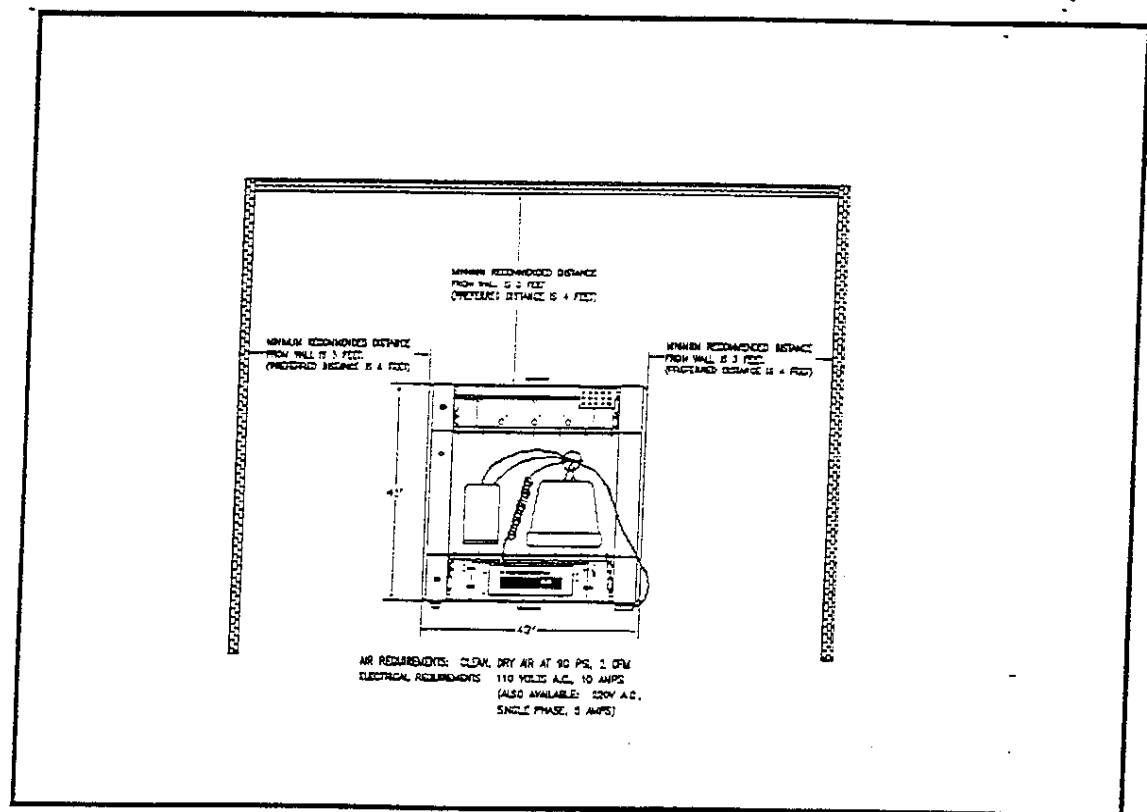 MINIMUM RECOMMENDED DISTANCE
FROM WALL IS 3 FEET
(PREFERRED DISTANCE IS 4 FEET)
MINIMUM RECOMMENDED DISTANCE
FROM WALL IS 3 FEET
(PREFERRED DISTANCE IS 4 FEET)
MINIMUM RECOMMENDED DISTANCE
FROM WALL IS 3 FEET
(PREFERRED DISTANCE IS 4 FEET)
AIR REQUIREMENTS: CLEAN, DRY AIR AT 90 PSI, 2 CFM
ELECTRICAL REQUIREMENTS 110 VOLTS A.C., 10 AMPS
(ALSO AVAILABLE: 220V A.C.,
SINGLE PHASE, 5 AMPS)